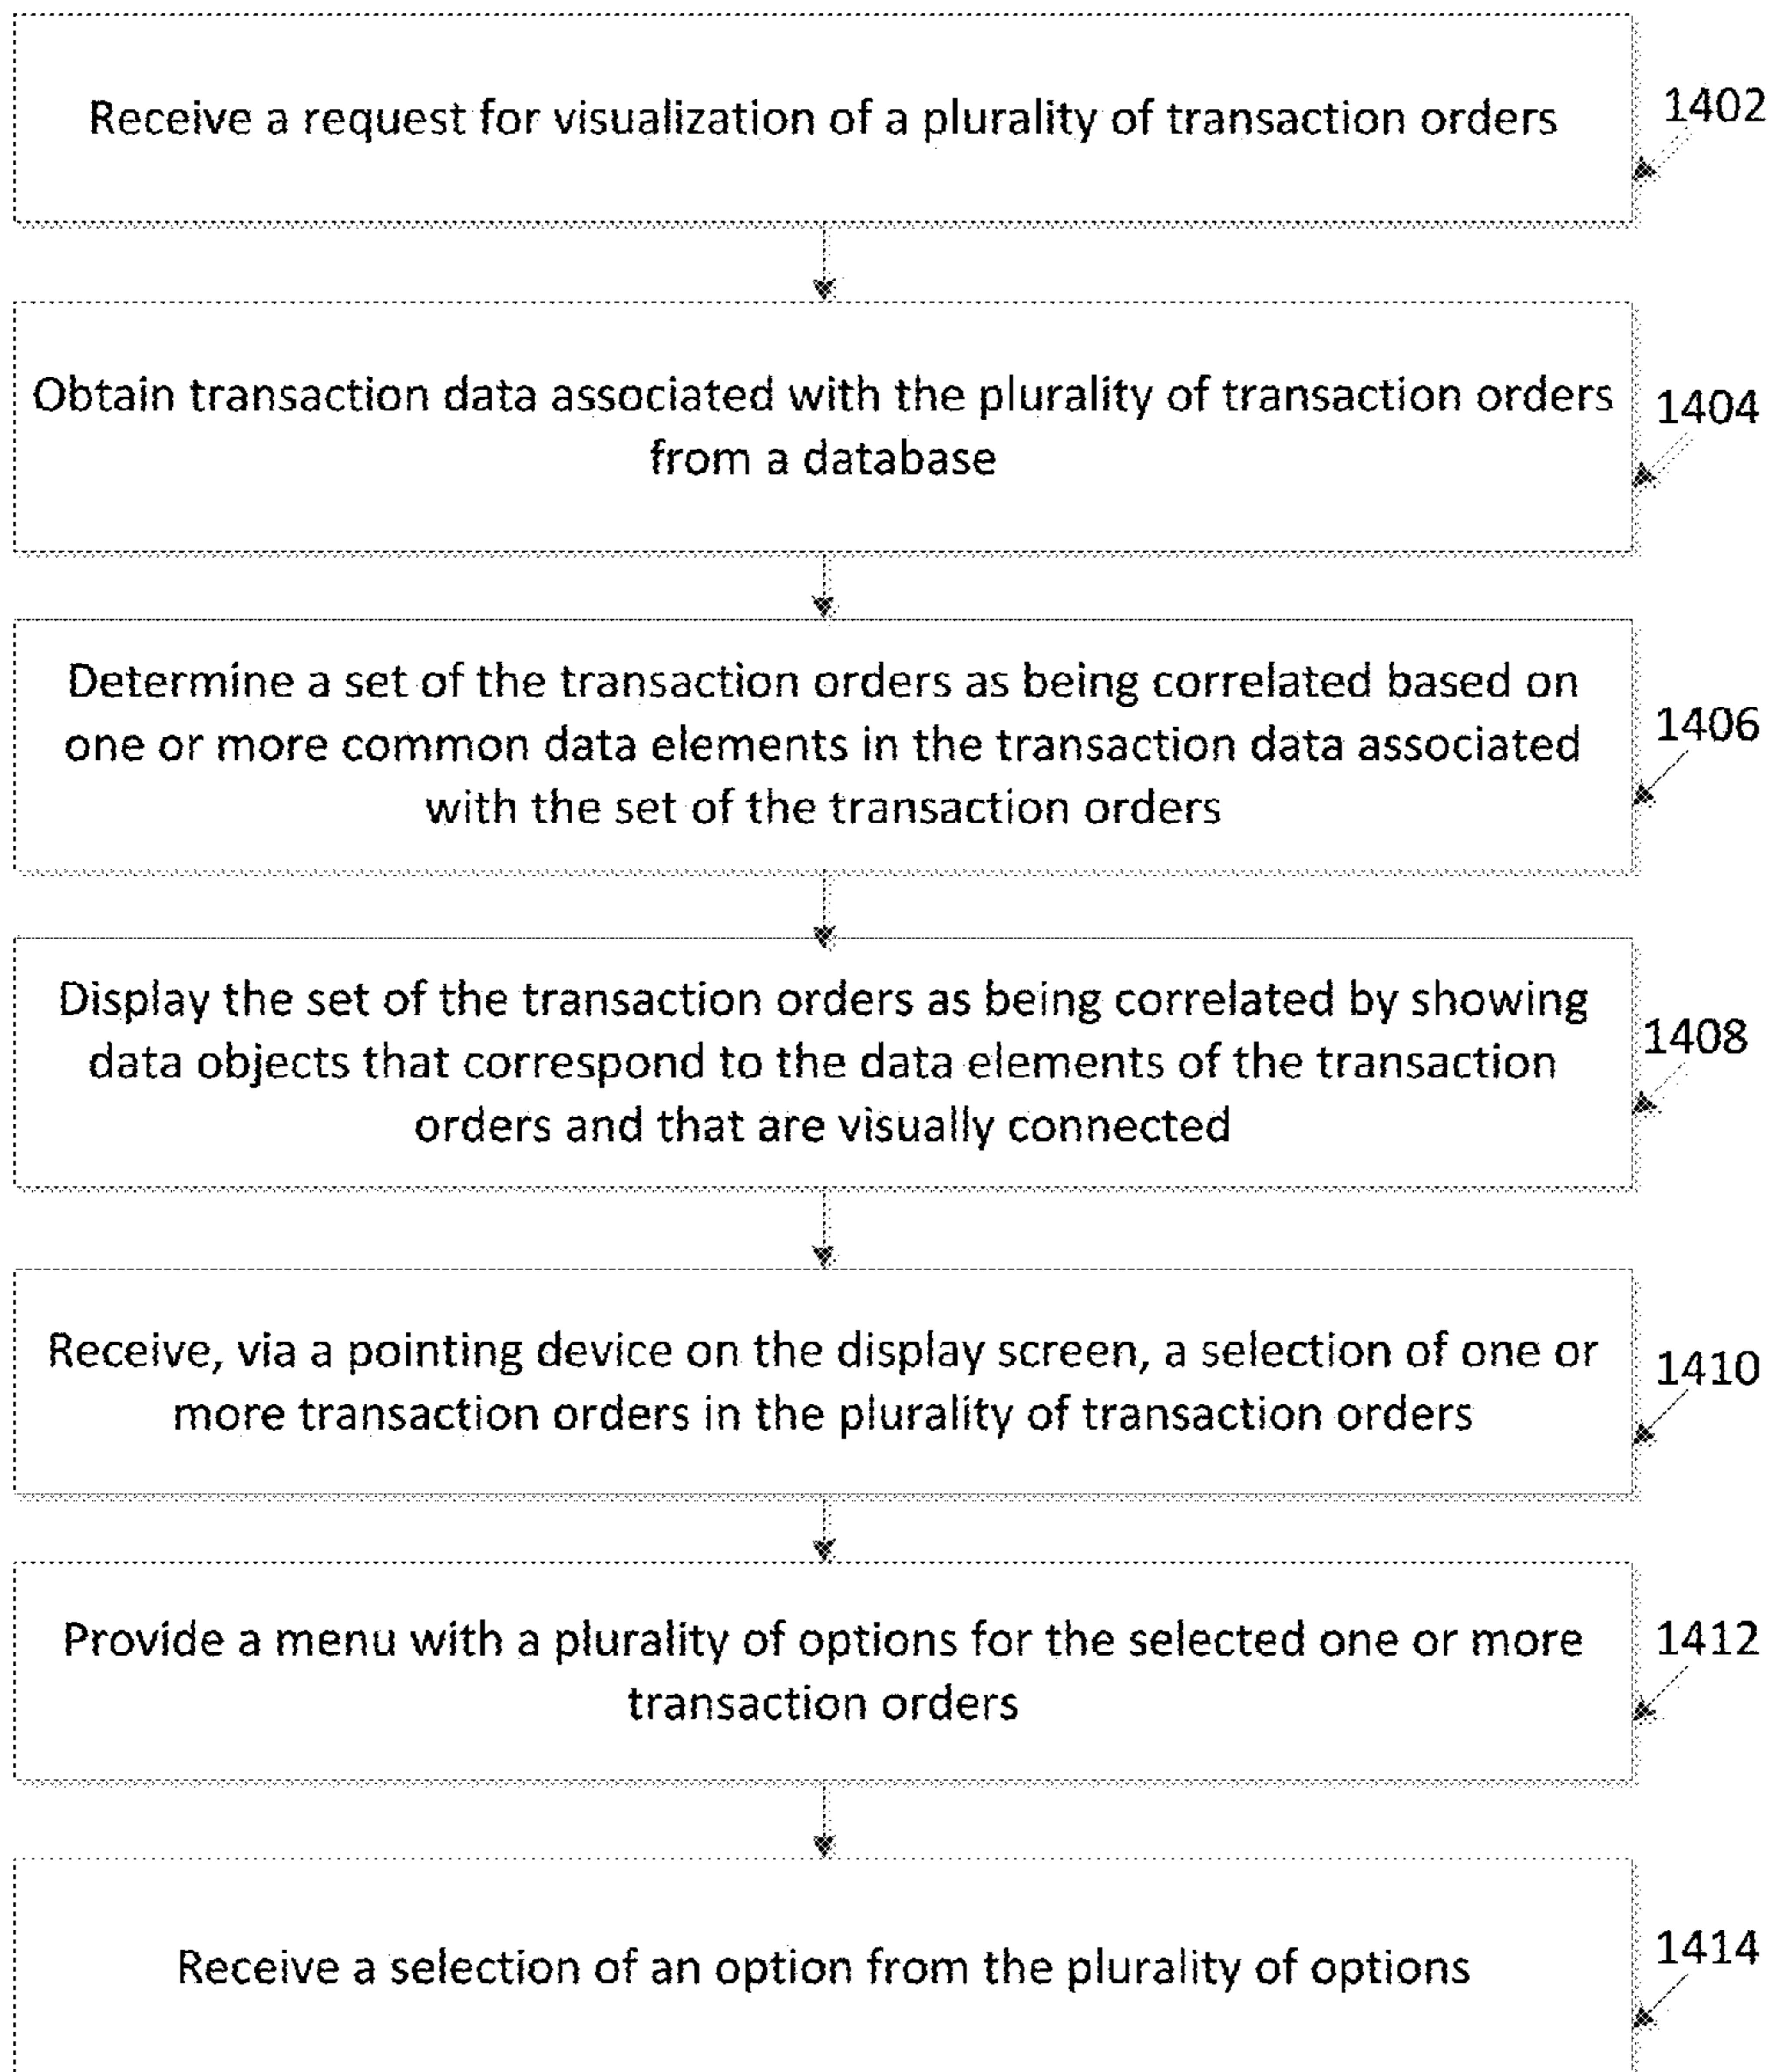 Receive a request for visualization of a plurality of transaction orders
1402
Obtain transaction data associated with the plurality of transaction orders
from a database
1404
Determine a set of the transaction orders as being correlated based on
one or more common data elements in the transaction data associated
with the set of the transaction orders
1406
Display the set of the transaction orders as being correlated by showing
data objects that correspond to the data elements of the transaction
orders and that are visually connected
1408
Receive, via a pointing device on the display screen, a selection of one or
more transaction orders in the plurality of transaction orders
1410
Provide a menu with a plurality of options for the selected one or more
transaction orders
1412
Receive a selection of an option from the plurality of options
1414